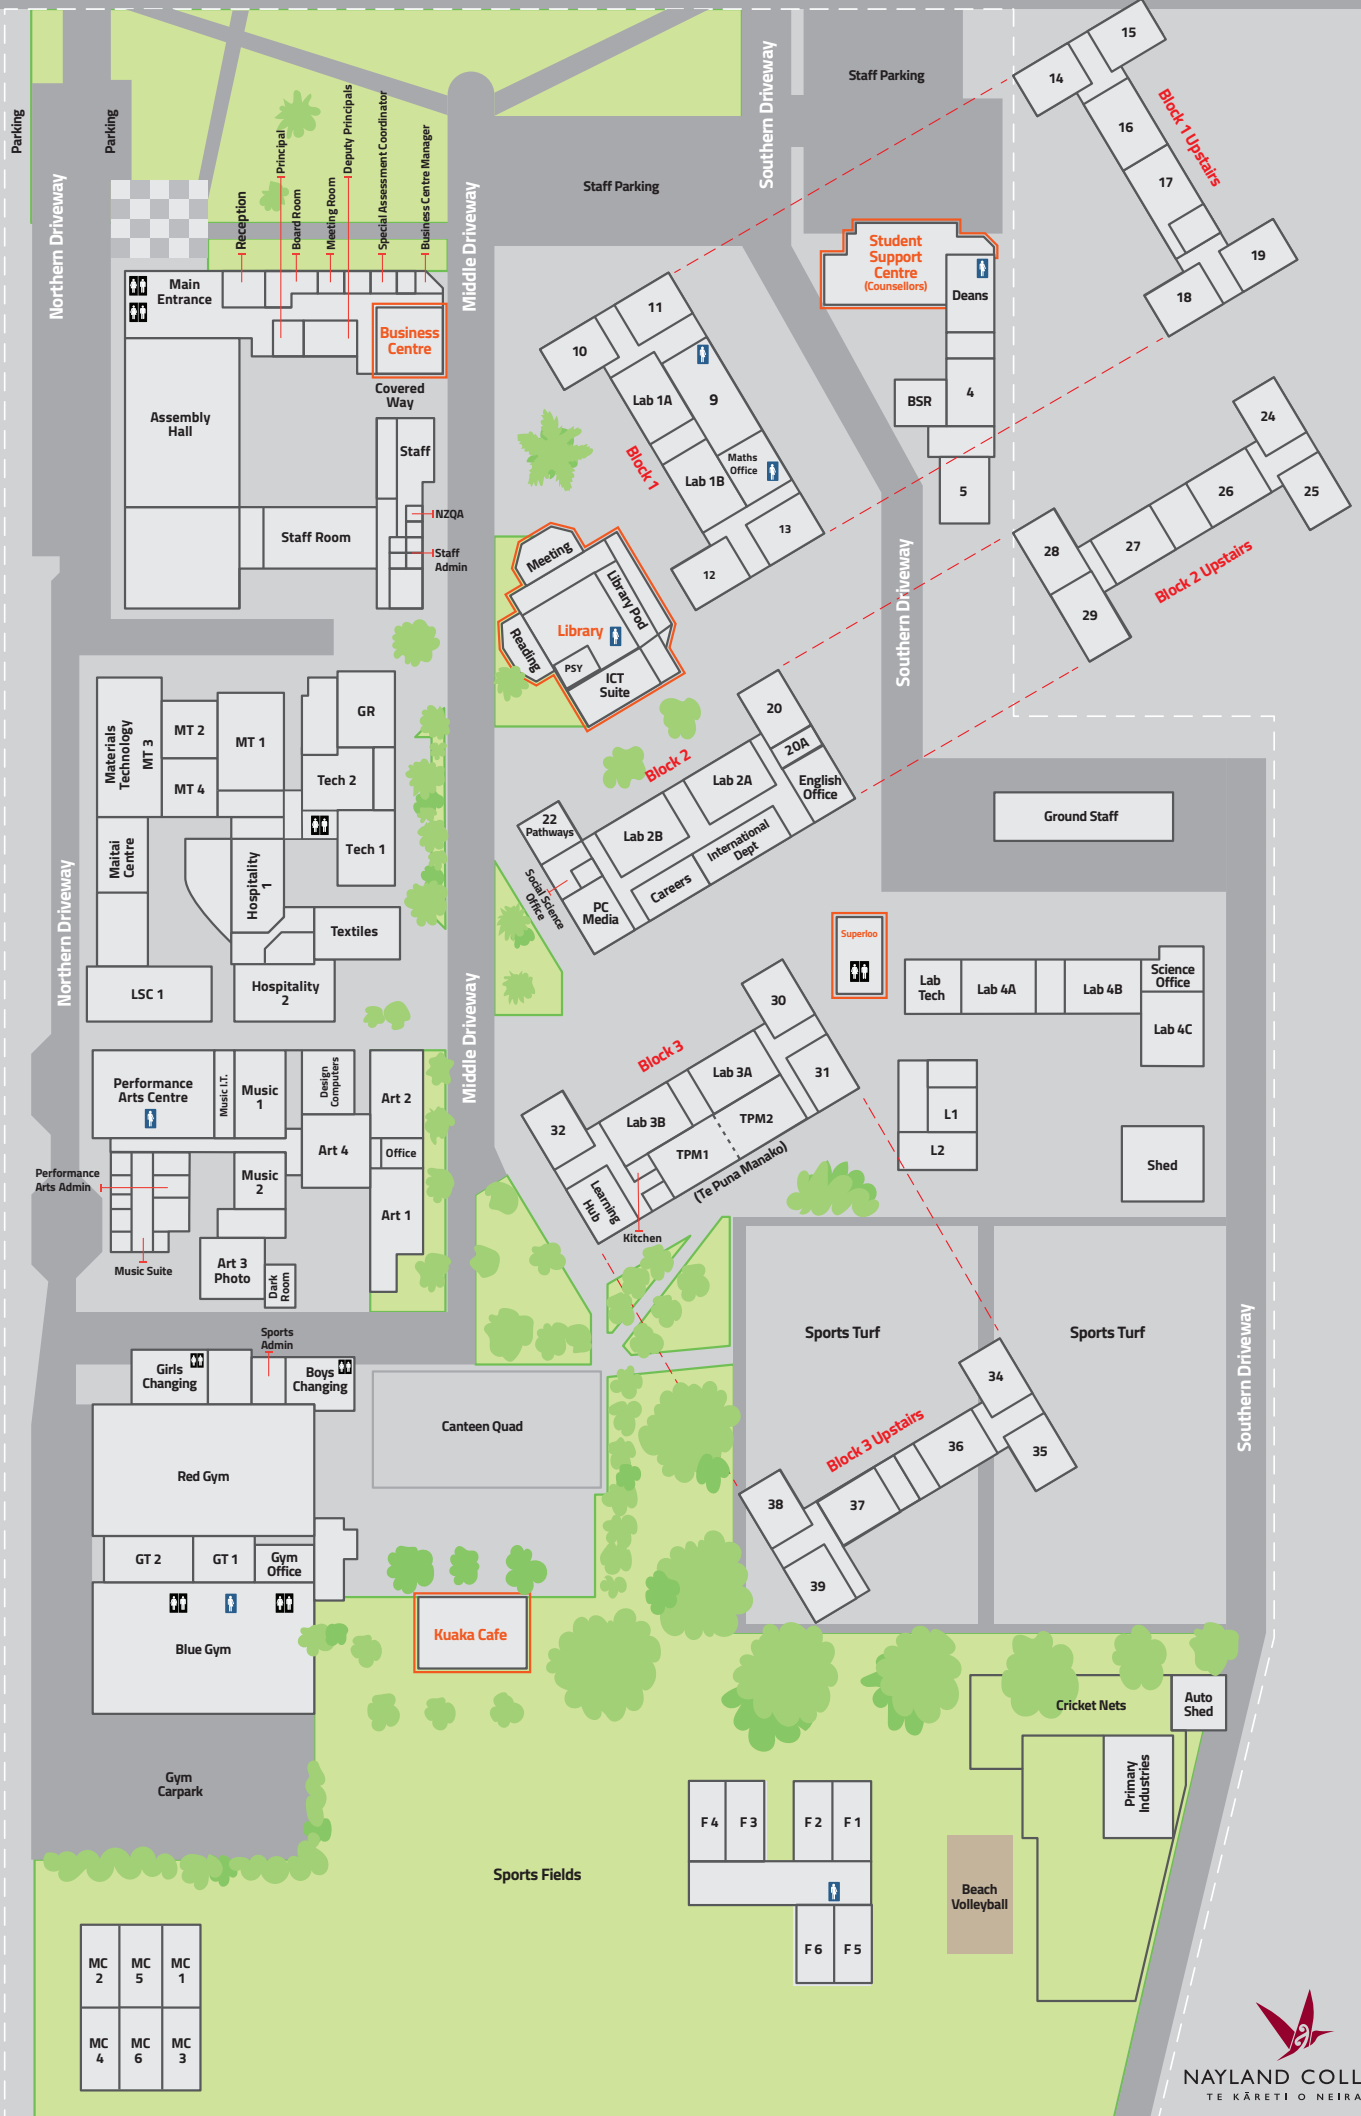 Parking
Parking
Northern Driveway
Principal
Deputy Principals
Special Assessment Coordinator
Business Centre Manager
Reception
Board Room
Meeting Room
Middle Driveway
Staff Parking
Southern Driveway
Staff Parking
15
14
16
17
Block 1 Upstairs
19
18
Main
Entrance
Business
Centre
Covered
Way
Assembly
Hall
Staff
NZQA
Staff Room
Staff
Admin
Student
Support
Centre
(Counsellors)
Deans
BSR
4
5
11
10
Lab 1A
9
Block 1
Maths
Office
Lab 1B
13
12
24
25
26
27
28
29
Block 2 Upstairs
Meeting
Library Pod
Library
Reading
PSY
ICT
Suite
Southern Driveway
20
20A
English
Office
Block 2
Lab 2A
Lab 2B
22
Pathways
International
Dept
Careers
Social Science
Office
PC
Media
Ground Staff
Materials
Technology
MT 3
MT 2
MT 1
MT 4
GR
Tech 2
Tech 1
Maitai
Centre
Hospitality
1
Textiles
LSC 1
Hospitality
2
Northern Driveway
Middle Driveway
Superloo
Lab
Tech
Lab 4A
Lab 4B
Science
Office
Lab 4C
30
31
Block 3
Lab 3A
Lab 3B
32
TPM2
TPM1
(Te Puna Manako)
Learning
Hub
Kitchen
L1
L2
Shed
Performance
Arts Centre
Music I.T.
Music
1
Design
Computers
Art 2
Art 4
Office
Performance
Arts Admin
Music
2
Art 1
Music Suite
Art 3
Photo
Dark
Room
Sports
Admin
Girls
Changing
Boys
Changing
Canteen Quad
Red Gym
GT 2
GT 1
Gym
Office
Blue Gym
Kuaka Cafe
Sports Turf
Sports Turf
Southern Driveway
34
35
36
37
38
39
Block 3 Upstairs
Cricket Nets
Auto
Shed
Primary
Industries
Gym
Carpark
F 4
F 3
F 2
F 1
Sports Fields
Beach
Volleyball
F 6
F 5
MC
2
MC
5
MC
1
MC
4
MC
6
MC
3
NAYLAND COLL
TE KĀRETI O NEIRA